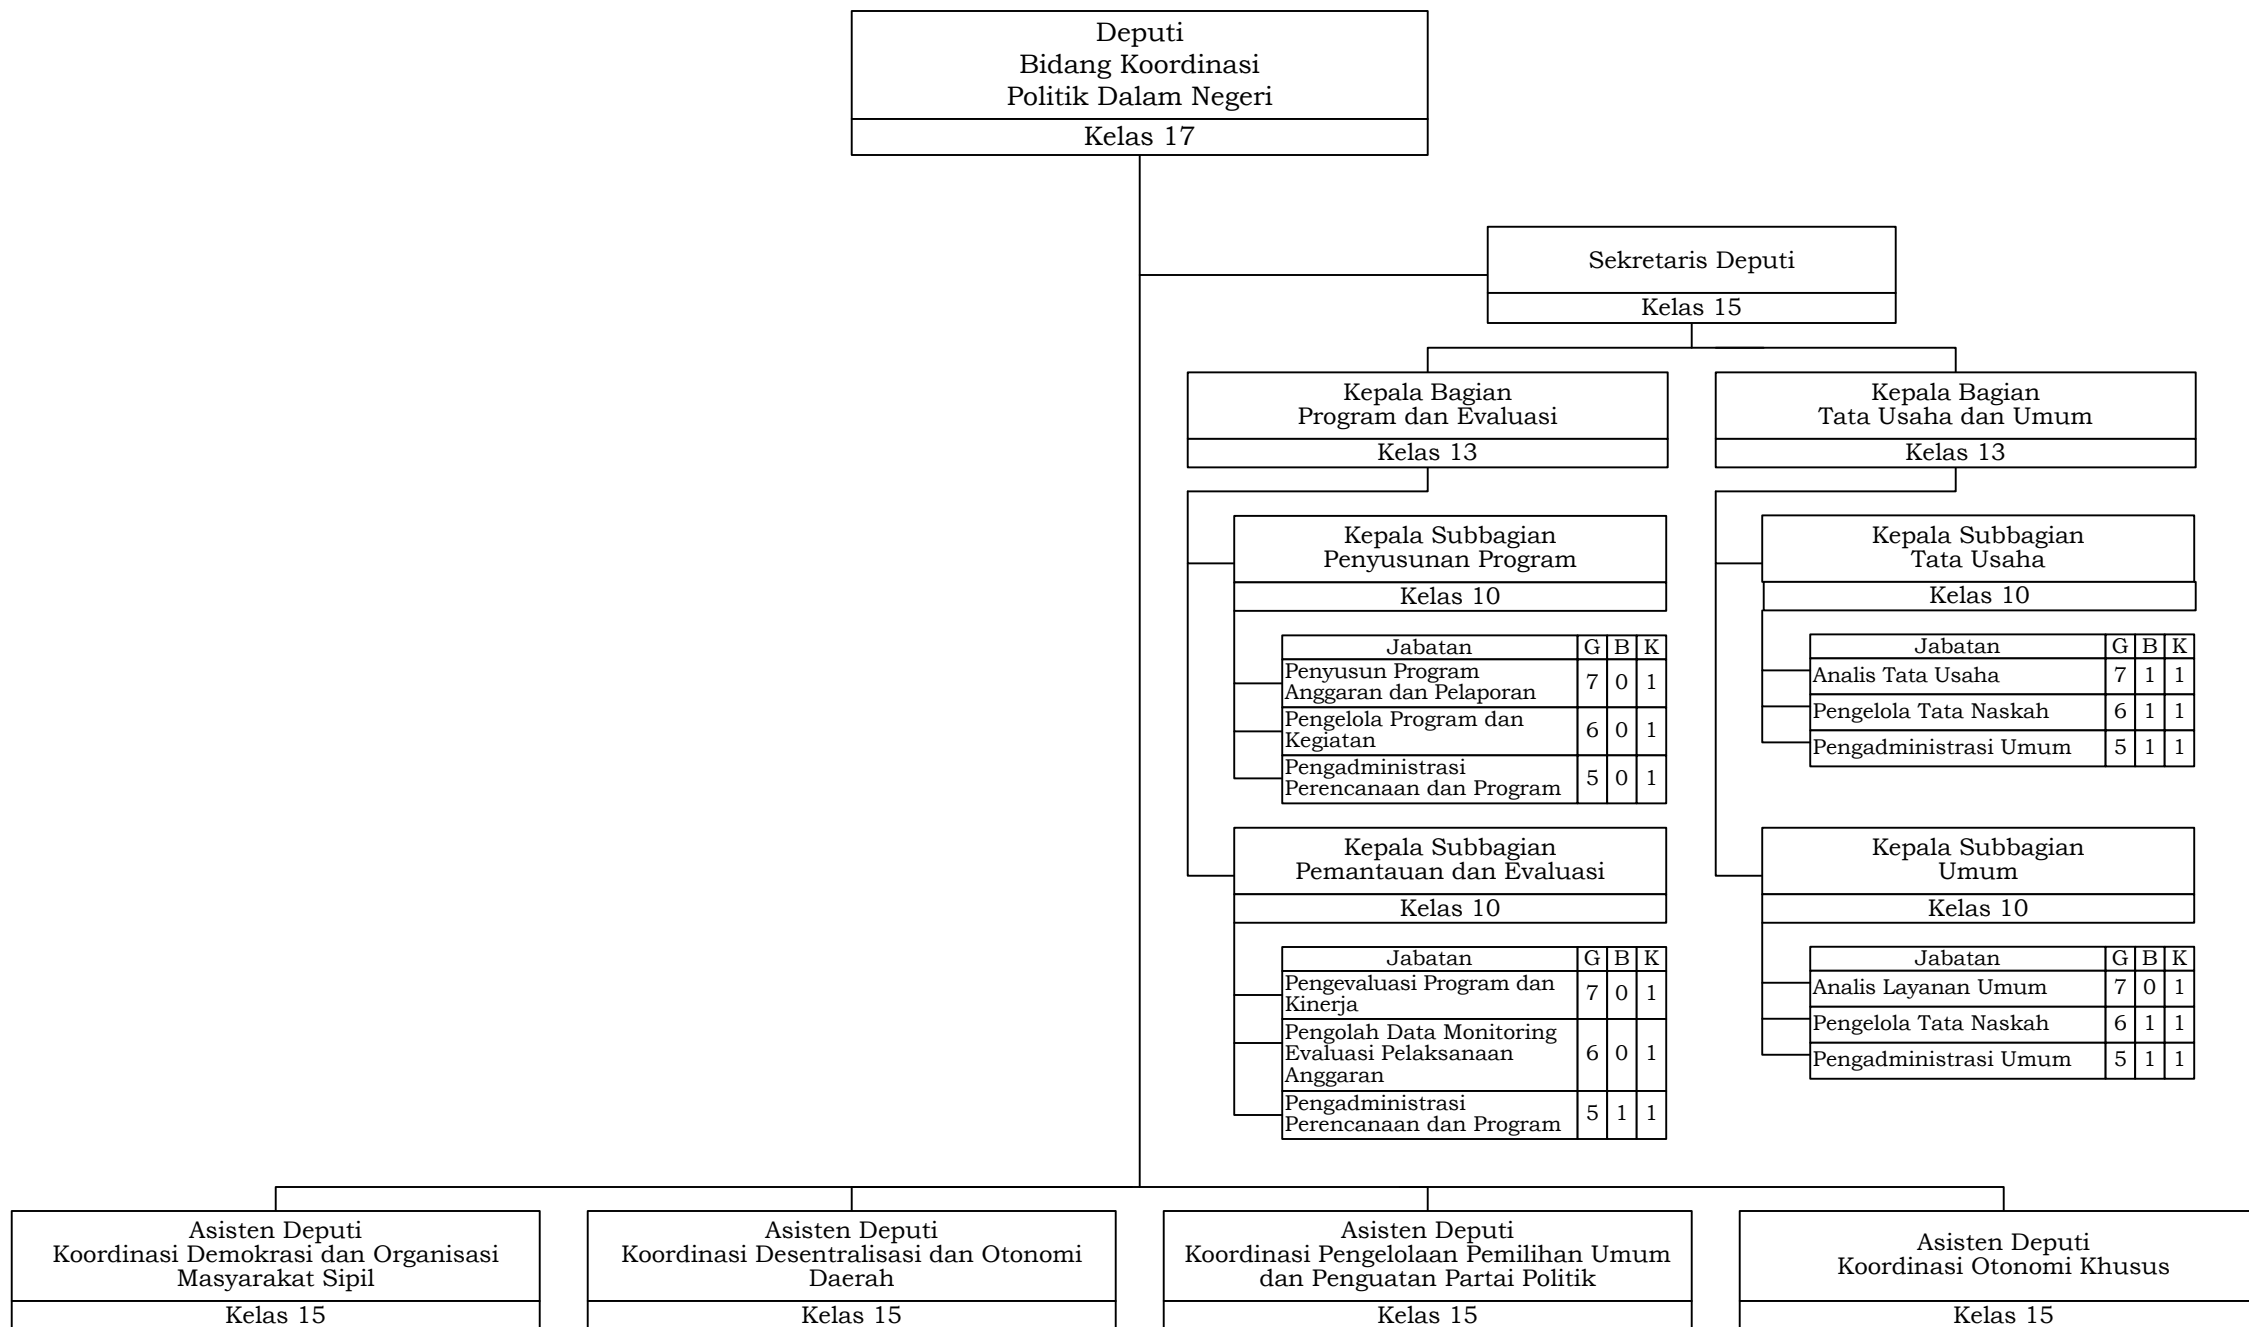 Deputi
Bidang Koordinasi
Politik Dalam Negeri
Kelas 17
Sekretaris Deputi
Kelas 15
Kepala Bagian
Program dan Evaluasi
Kelas 13
Kepala Subbagian
Penyusunan Program
Kelas 10
Jabatan G B K
Penyusun Program
Anggaran dan Pelaporan 7 0 1
Pengelola Program dan
Kegiatan 6 0 1
Pengadministrasi
Perencanaan dan Program 5 0 1
Kepala Subbagian
Pemantauan dan Evaluasi
Kelas 10
Jabatan G B K
Pengevaluasi Program dan
Kinerja 7 0 1
Pengolah Data Monitoring
Evaluasi Pelaksanaan 6 0 1
Anggaran
Pengadministrasi
Perencanaan dan Program 5 1 1
Kepala Bagian
Tata Usaha dan Umum
Kelas 13
Kepala Subbagian
Tata Usaha
Kelas 10
Jabatan G B K
Analis Tata Usaha 7 1 1
Pengelola Tata Naskah 6 1 1
Pengadministrasi Umum 5 1 1
Kepala Subbagian
Umum
Kelas 10
Jabatan G B K
Analis Layanan Umum 7 0 1
Pengelola Tata Naskah 6 1 1
Pengadministrasi Umum 5 1 1
Asisten Deputi
Koordinasi Demokrasi dan Organisasi
Masyarakat Sipil
Kelas 15
Asisten Deputi
Koordinasi Desentralisasi dan Otonomi
Daerah
Kelas 15
Asisten Deputi
Koordinasi Pengelolaan Pemilihan Umum
dan Penguatan Partai Politik
Kelas 15
Asisten Deputi
Koordinasi Otonomi Khusus
Kelas 15